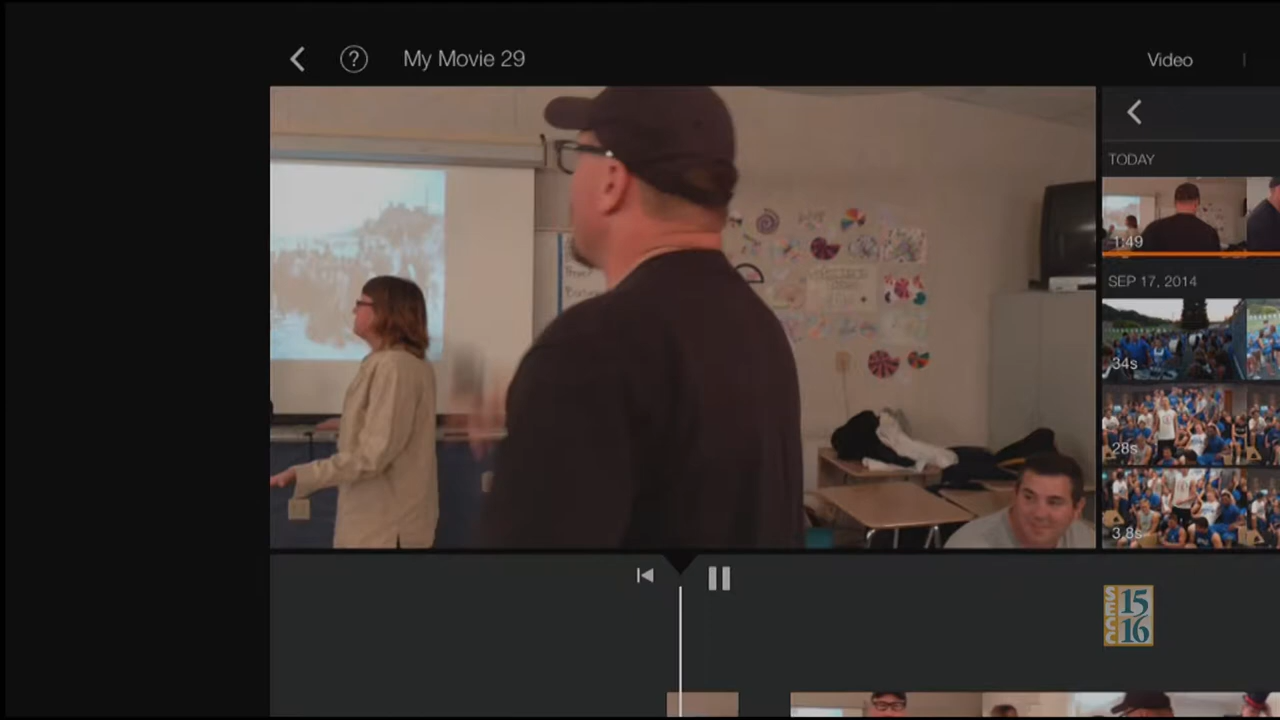 ?
My Movie 29
Video
TODAY
1:49
SEP 17, 2014
34s
28s
3.8s
SECC
15
16